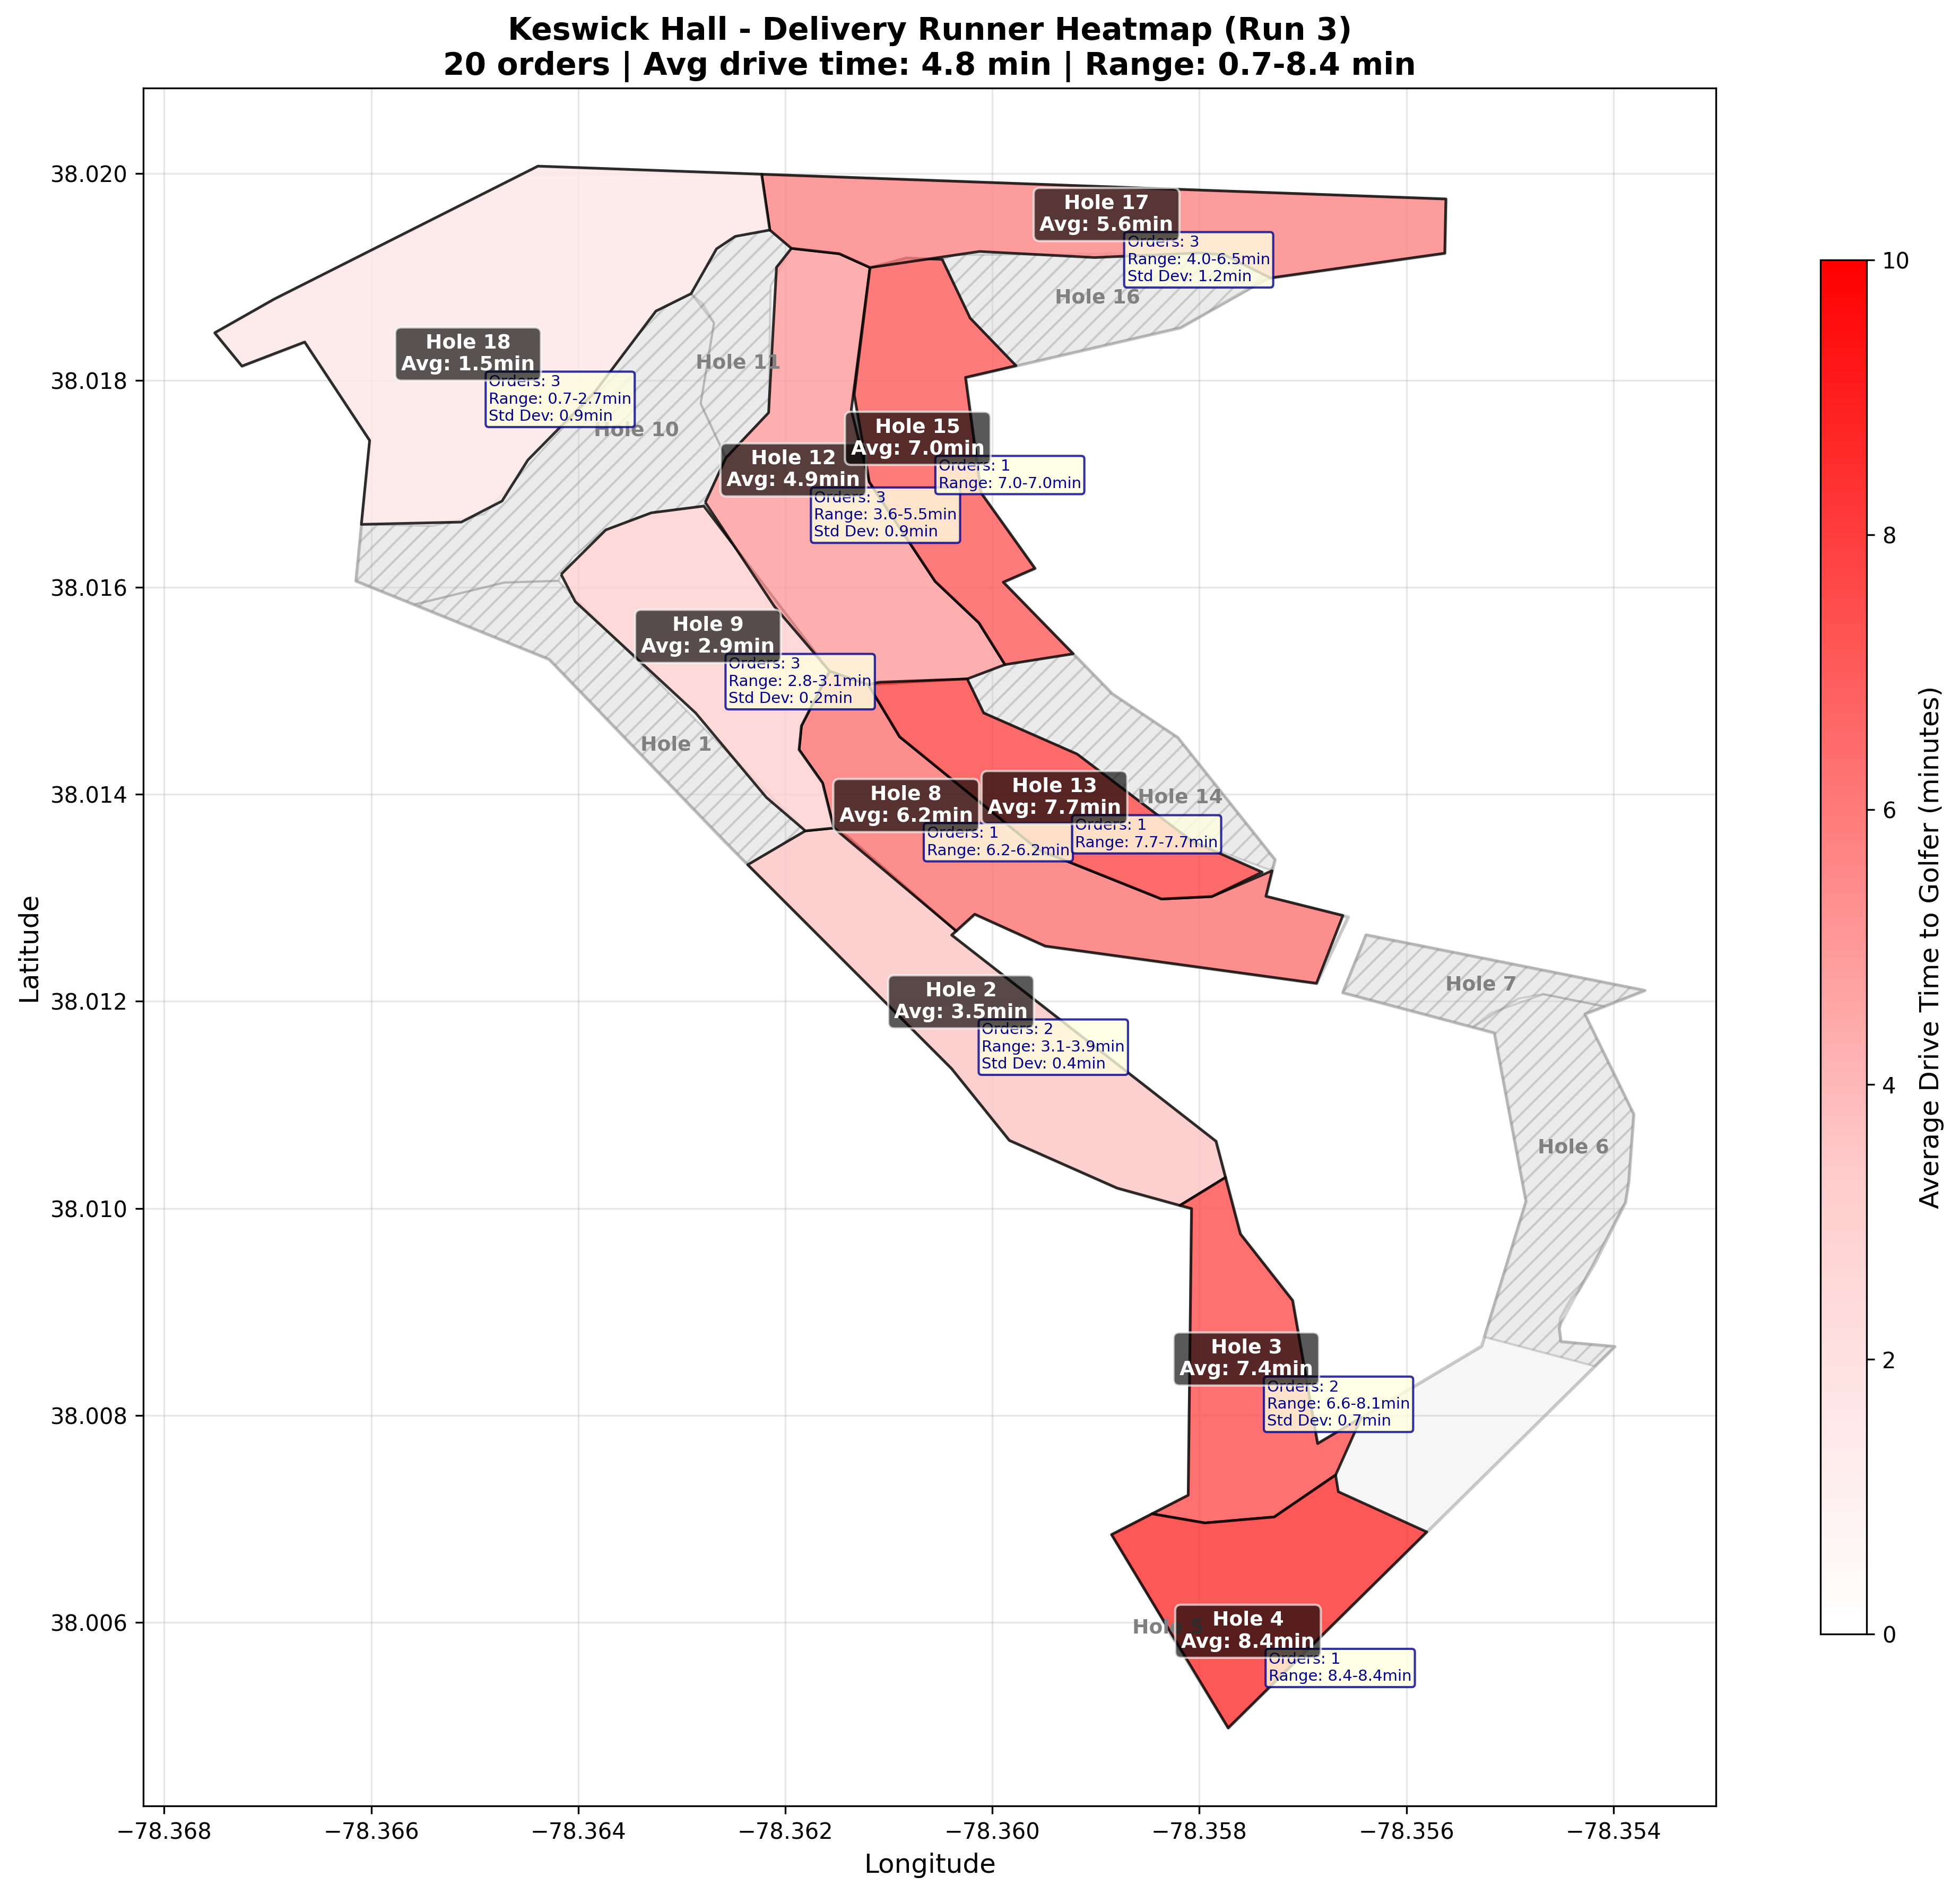 Keswick Hall - Delivery Runner Heatmap (Run 3)
20 orders | Avg drive time: 4.8 min | Range: 0.7-8.4 min
Hole 17
Avg: 5.6min
Orders: 3
Range: 4.0-6.5min
Std Dev: 1.2min
Hole 16
Hole 18
Avg: 1.5min
Orders: 3
Range: 0.7-2.7min
Std Dev: 0.9min
Hole 11
Hole 10
Hole 15
Avg: 7.0min
Orders: 1
Range: 7.0-7.0min
Hole 12
Avg: 4.9min
Orders: 3
Range: 3.6-5.5min
Std Dev: 0.9min
Hole 9
Avg: 2.9min
Orders: 3
Range: 2.8-3.1min
Std Dev: 0.2min
Hole 1
Hole 8
Avg: 6.2min
Orders: 1
Range: 6.2-6.2min
Hole 13
Avg: 7.7min
Orders: 1
Range: 7.7-7.7min
Hole 14
Hole 2
Avg: 3.5min
Orders: 2
Range: 3.1-3.9min
Std Dev: 0.4min
Hole 7
Hole 6
Hole 3
Avg: 7.4min
Orders: 2
Range: 6.6-8.1min
Std Dev: 0.7min
Hole 4
Avg: 8.4min
Orders: 1
Range: 8.4-8.4min
38.020
38.018
38.016
38.014
38.012
38.010
38.008
38.006
Latitude
−78.368
−78.366
−78.364
−78.362
−78.360
−78.358
−78.356
−78.354
Longitude
10
8
6
4
2
0
Average Drive Time to Golfer (minutes)